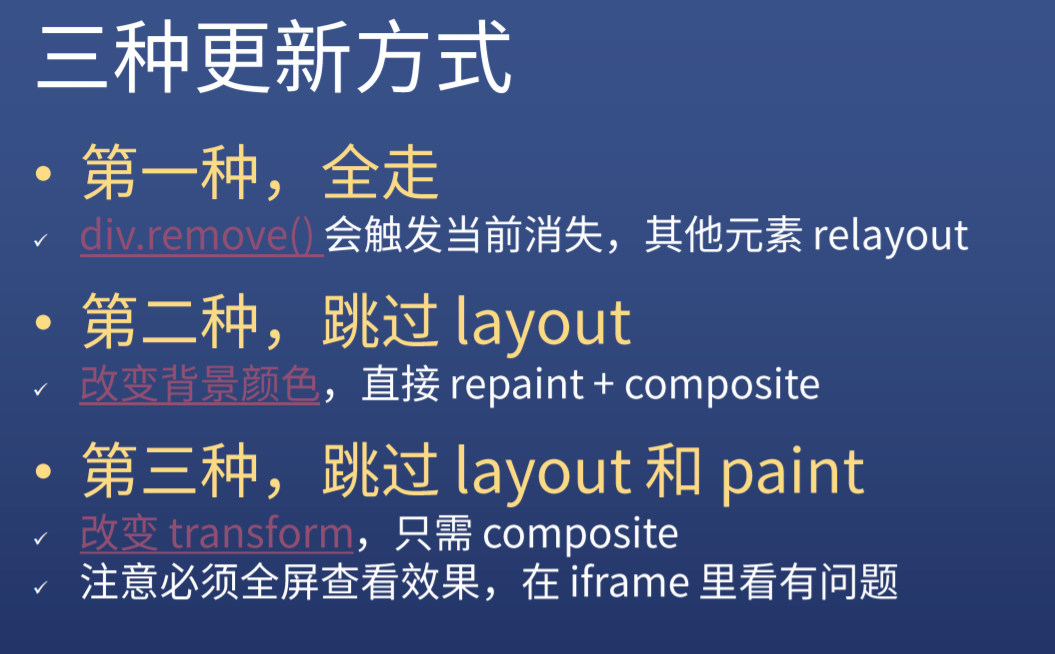 三种更新方式
• 第一种，全走
✓ div.remove() 会触发当前消失，其他元素 relayout
• 第二种，跳过 layout
✓ 改变背景颜色，直接 repaint + composite
• 第三种，跳过 layout 和 paint
✓ 改变 transform，只需 composite
✓ 注意必须全屏查看效果，在 iframe 里看有问题